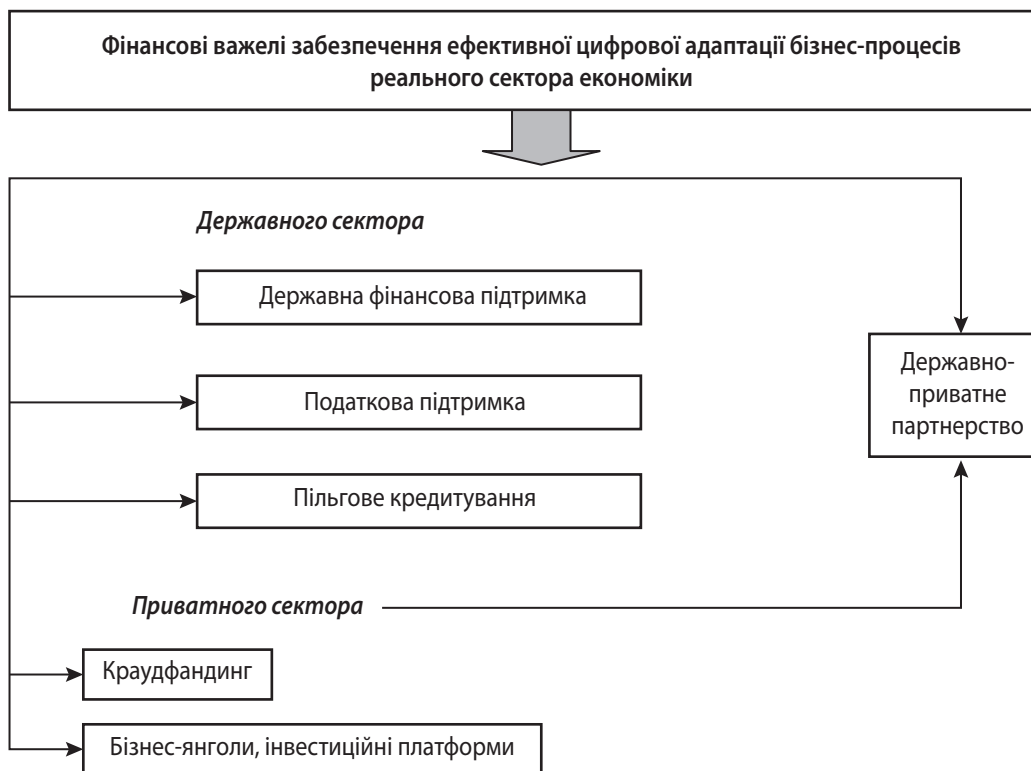 Фінансові важелі забезпечення ефективної цифрової адаптації бізнес-процесів
реального сектора економіки
Державного сектора
Державна фінансова підтримка
Податкова підтримка
Пільгове кредитування
Державно-
приватне
партнерство
Приватного сектора
Краудфандинг
Бізнес-янголи, інвестиційні платформи